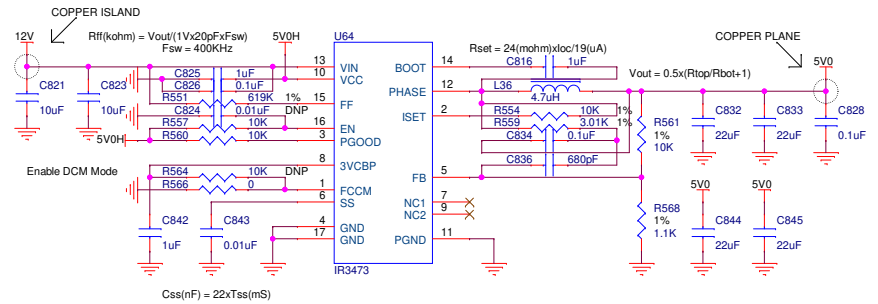 COPPER ISLAND
12V
Rff(kohm) = Vout/(1Vx20pFxFsw)
Fsw = 400KHz
5V0H
U64
Rset = 24(mohm)xIoc/19(uA)
COPPER PLANE
5V0
Vout = 0.5x(Rtop/Rbot+1)
C821
10uF
C823
10uF
C825
1uF
C826
0.1uF
R551
619K
1%
C824
0.01uF
DNP
R557
10K
R560
10K
5V0H
Enable DCM Mode
R564
10K
DNP
R566
0
C842
1uF
C843
0.01uF
13
VIN
10
VCC
15
FF
16
EN
3
PGOOD
8
3VCBP
1
FCCM
6
SS
4
GND
17
GND
BOOT
14
PHASE
12
ISET
2
FB
5
NC1
7
NC2
9
PGND
11
IR3473
C816
1uF
L36
4.7uH
R554
10K
1%
R559
3.01K
1%
C834
0.1uF
C836
680pF
R561
1%
10K
R568
1%
1.1K
C832
22uF
C833
22uF
C828
0.1uF
5V0
C844
22uF
5V0
C845
22uF
Css(nF) = 22xTss(mS)